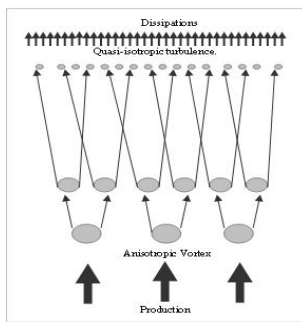 Dissipations
Quasi-isotropic turbulence.
Anisotropic Vortex
Production